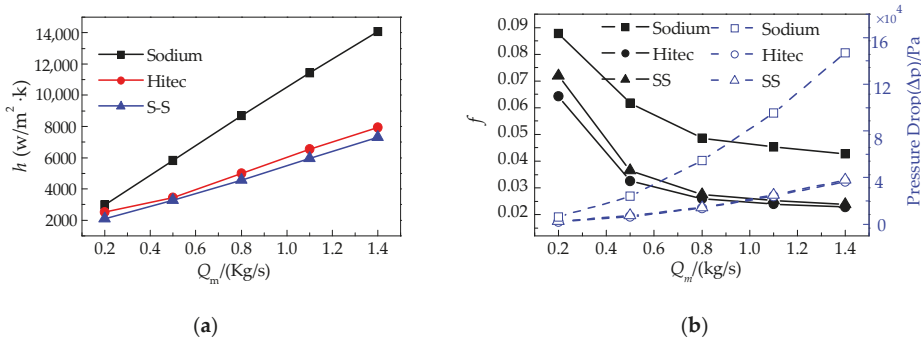 14,000
12,000
10,000
8000
6000
4000
2000
h (w/m² ·k)
Sodium
Hitec
S-S
0.2 0.4 0.6 0.8 1.0 1.2 1.4
Qm/(Kg/s)
(a)
0.09
0.08
0.07
0.06
0.05
0.04
0.03
0.02
f
Sodium Sodium
Hitec Hitec
SS SS
×10⁴
16
12
8
4
0
Pressure Drop(Δp)/Pa
0.2 0.4 0.6 0.8 1.0 1.2 1.4
Qm/(kg/s)
(b)